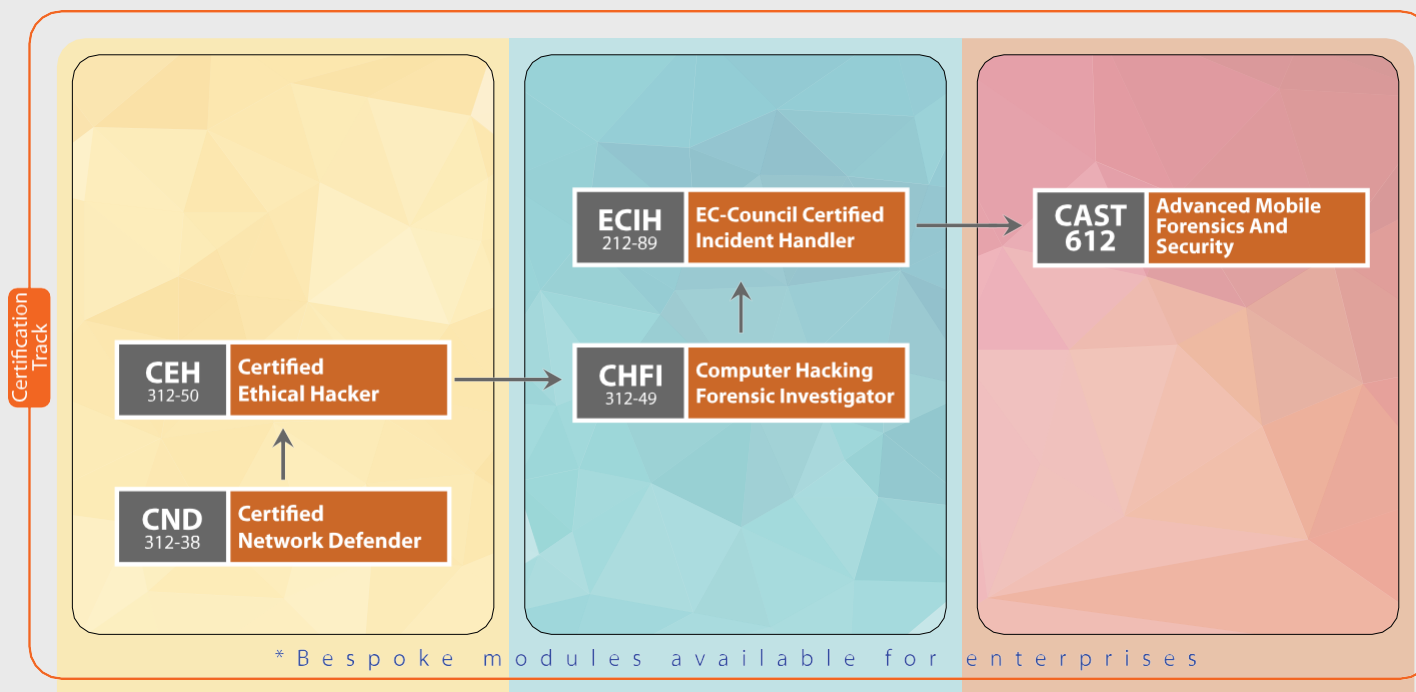 Certification
Track
CEH
312-50
Certified
Ethical Hacker
CND
312-38
Certified
Network Defender
ECIH
212-89
EC-Council Certified
Incident Handler
CHFI
312-49
Computer Hacking
Forensic Investigator
CAST
612
Advanced Mobile
Forensics And
Security
*Bespoke modules available for enterprises